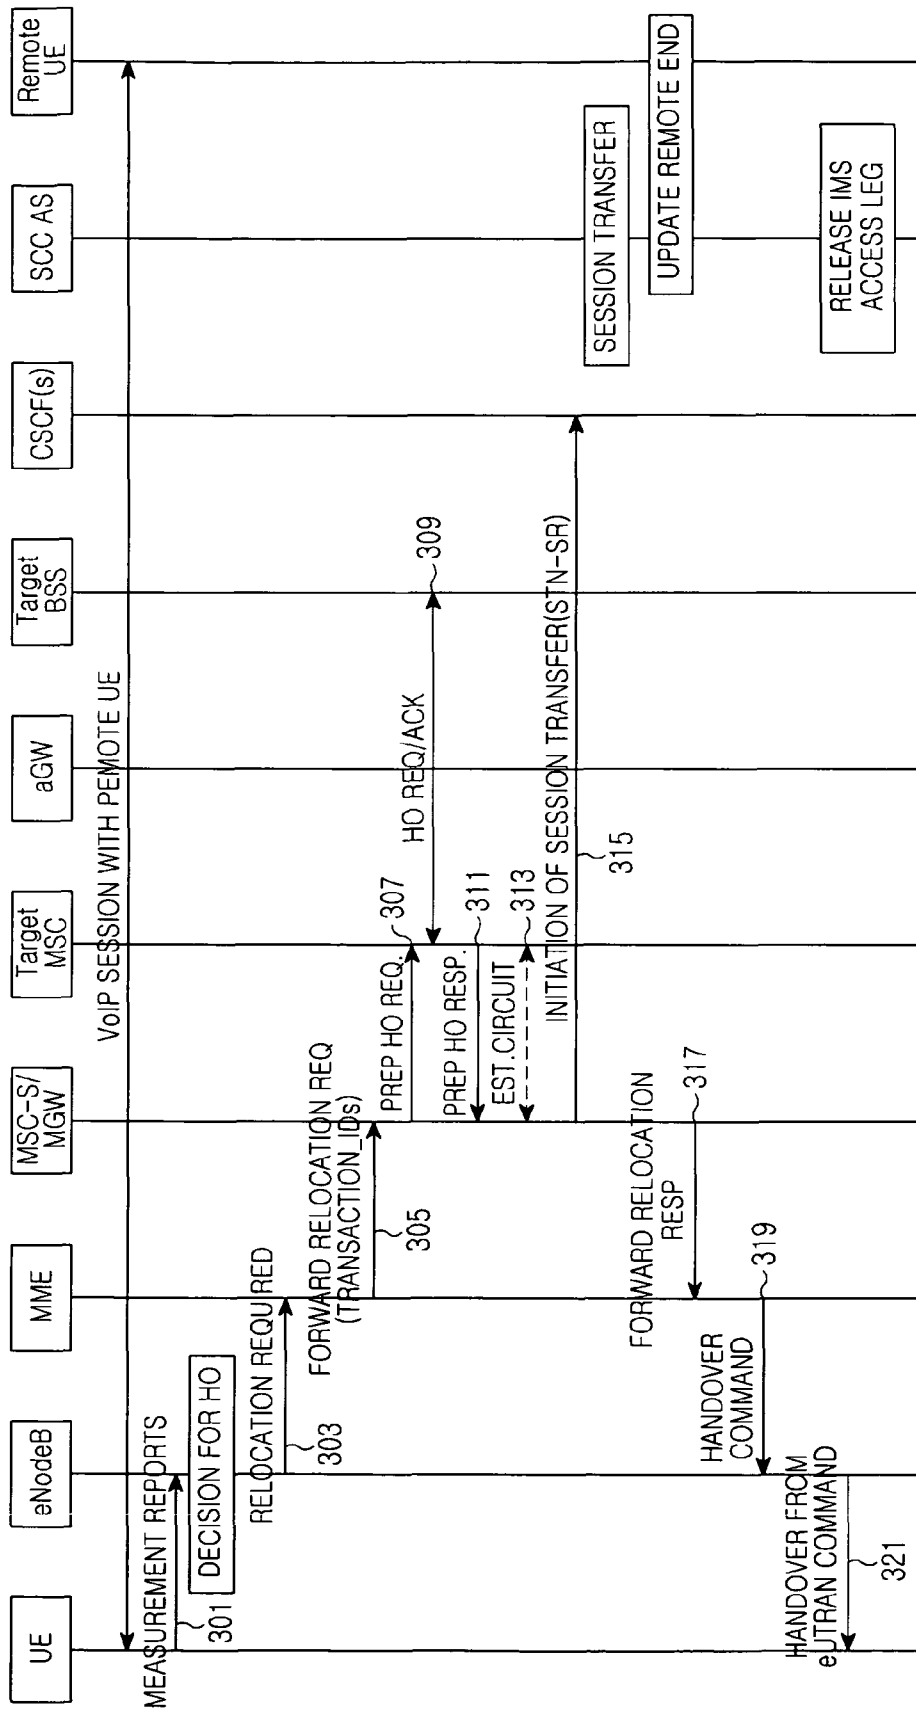 UE
eNodeB
MME
MSC-S/
MGW
Target
MSC
aGW
Target
BSS
CSCF(s)
SCC AS
Remote
UE
VoIP SESSION WITH PEMOTE UE
MEASUREMENT REPORTS
301
DECISION FOR HO
RELOCATION REQUIRED
303
FORWARD RELOCATION REQ
(TRANSACTION_IDs)
305
PREP HO REQ.
307
HO REQ/ACK
309
PREP HO RESP.
311
EST.CIRCUIT
313
INITIATION OF SESSION TRANSFER(STN-SR)
315
SESSION TRANSFER
UPDATE REMOTE END
FORWARD RELOCATION
RESP
317
HANDOVER
COMMAND
319
RELEASE IMS
ACCESS LEG
HANDOVER FROM
eUTRAN COMMAND
321